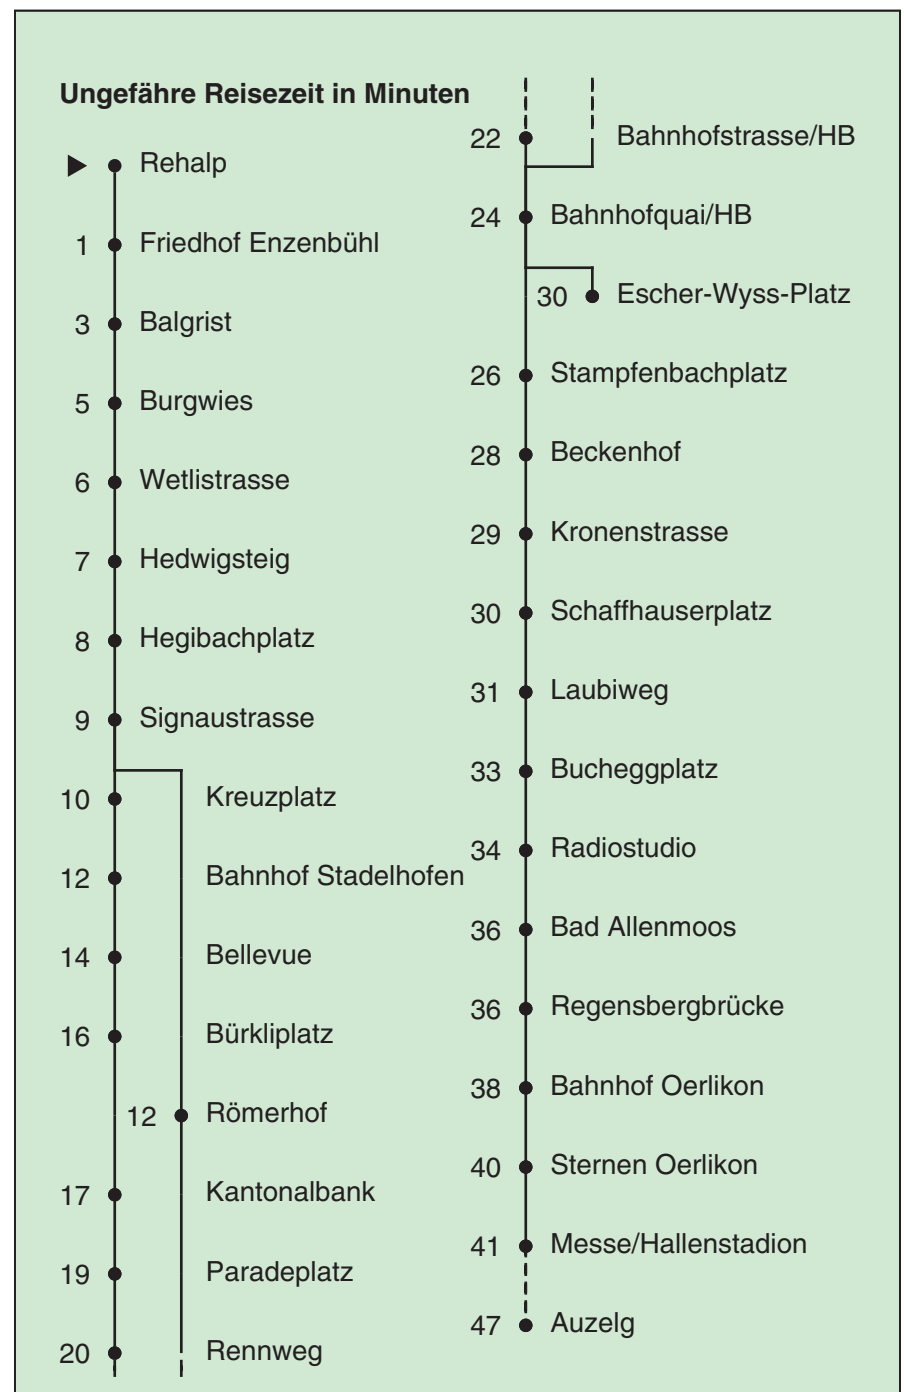 Ungefähre Reisezeit in Minuten
Rehalp
1 Friedhof Enzenbühl
3 Balgrist
5 Burgwies
6 Wetlistrasse
7 Hedwigsteig
8 Hegibachplatz
9 Signaustrasse
10 Kreuzplatz
12 Bahnhof Stadelhofen
14 Bellevue
16 Bürkliplatz
12 Römerhof
17 Kantonalbank
19 Paradeplatz
20 Rennweg
22 Bahnhofstrasse/HB
24 Bahnhofquai/HB
30 Escher-Wyss-Platz
26 Stampfenbachplatz
28 Beckenhof
29 Kronenstrasse
30 Schaffhauserplatz
31 Laubiweg
33 Bucheggplatz
34 Radiostudio
36 Bad Allenmoos
36 Regensbergbrücke
38 Bahnhof Oerlikon
40 Sternen Oerlikon
41 Messe/Hallenstadion
47 Auzelg